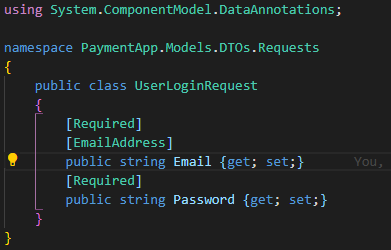 using System.ComponentModel.DataAnnotations;
namespace PaymentApp.Models.DTOs.Requests
{
public class UserLoginRequest
{
[Required]
[EmailAddress]
public string Email {get; set;} You,
[Required]
public string Password {get; set;}
}
}